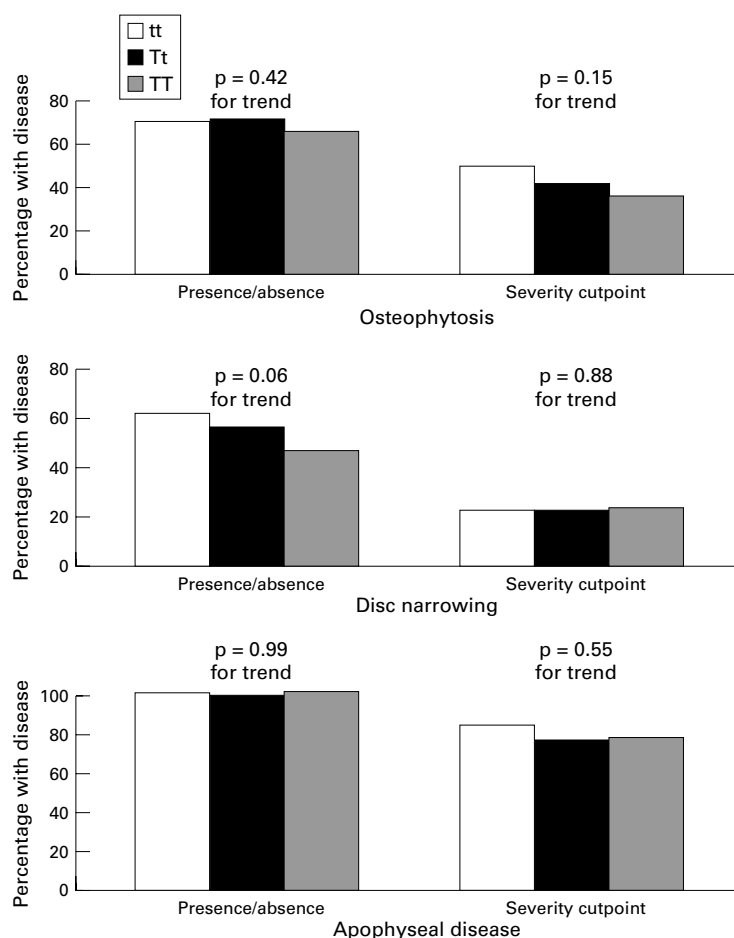 tt
Tt
TT
p = 0.42
for trend
p = 0.15
for trend
Percentage with disease
80
60
40
20
0
Presence/absence
Severity cutpoint
Osteophytosis
p = 0.06
for trend
p = 0.88
for trend
Percentage with disease
80
60
40
20
0
Presence/absence
Severity cutpoint
Disc narrowing
p = 0.99
for trend
p = 0.55
for trend
Percentage with disease
100
80
60
40
20
0
Presence/absence
Severity cutpoint
Apophyseal disease